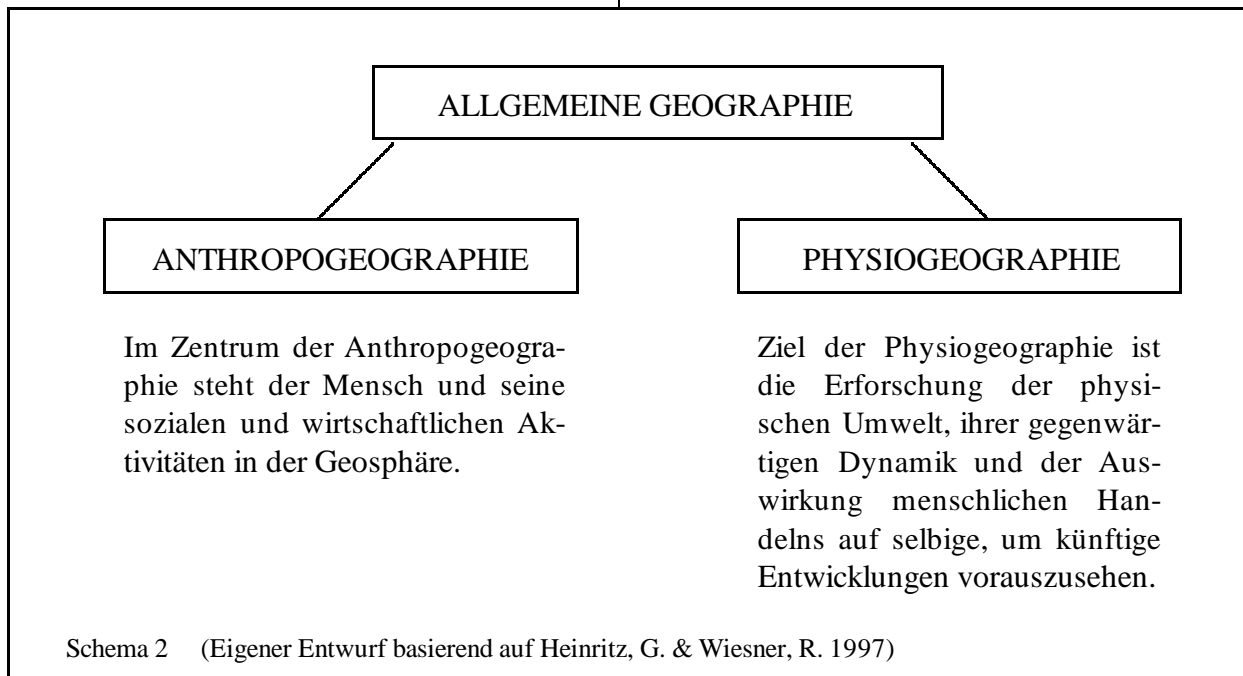 ALLGEMEINE GEOGRAPHIE
ANTHROPOGEOGRAPHIE
Im Zentrum der Anthropogeogra-
phie steht der Mensch und seine
sozialen und wirtschaftlichen Ak-
tivitäten in der Geosphäre.
PHYSIOGEOGRAPHIE
Ziel der Physiogeographie ist
die Erforschung der physi-
schen Umwelt, ihrer gegenwär-
tigen Dynamik und der Aus-
wirkung menschlichen Han-
delns auf selbige, um künftige
Entwicklungen vorauszusehen.
Schema 2 (Eigener Entwurf basierend auf Heinritz, G. & Wiesner, R. 1997)